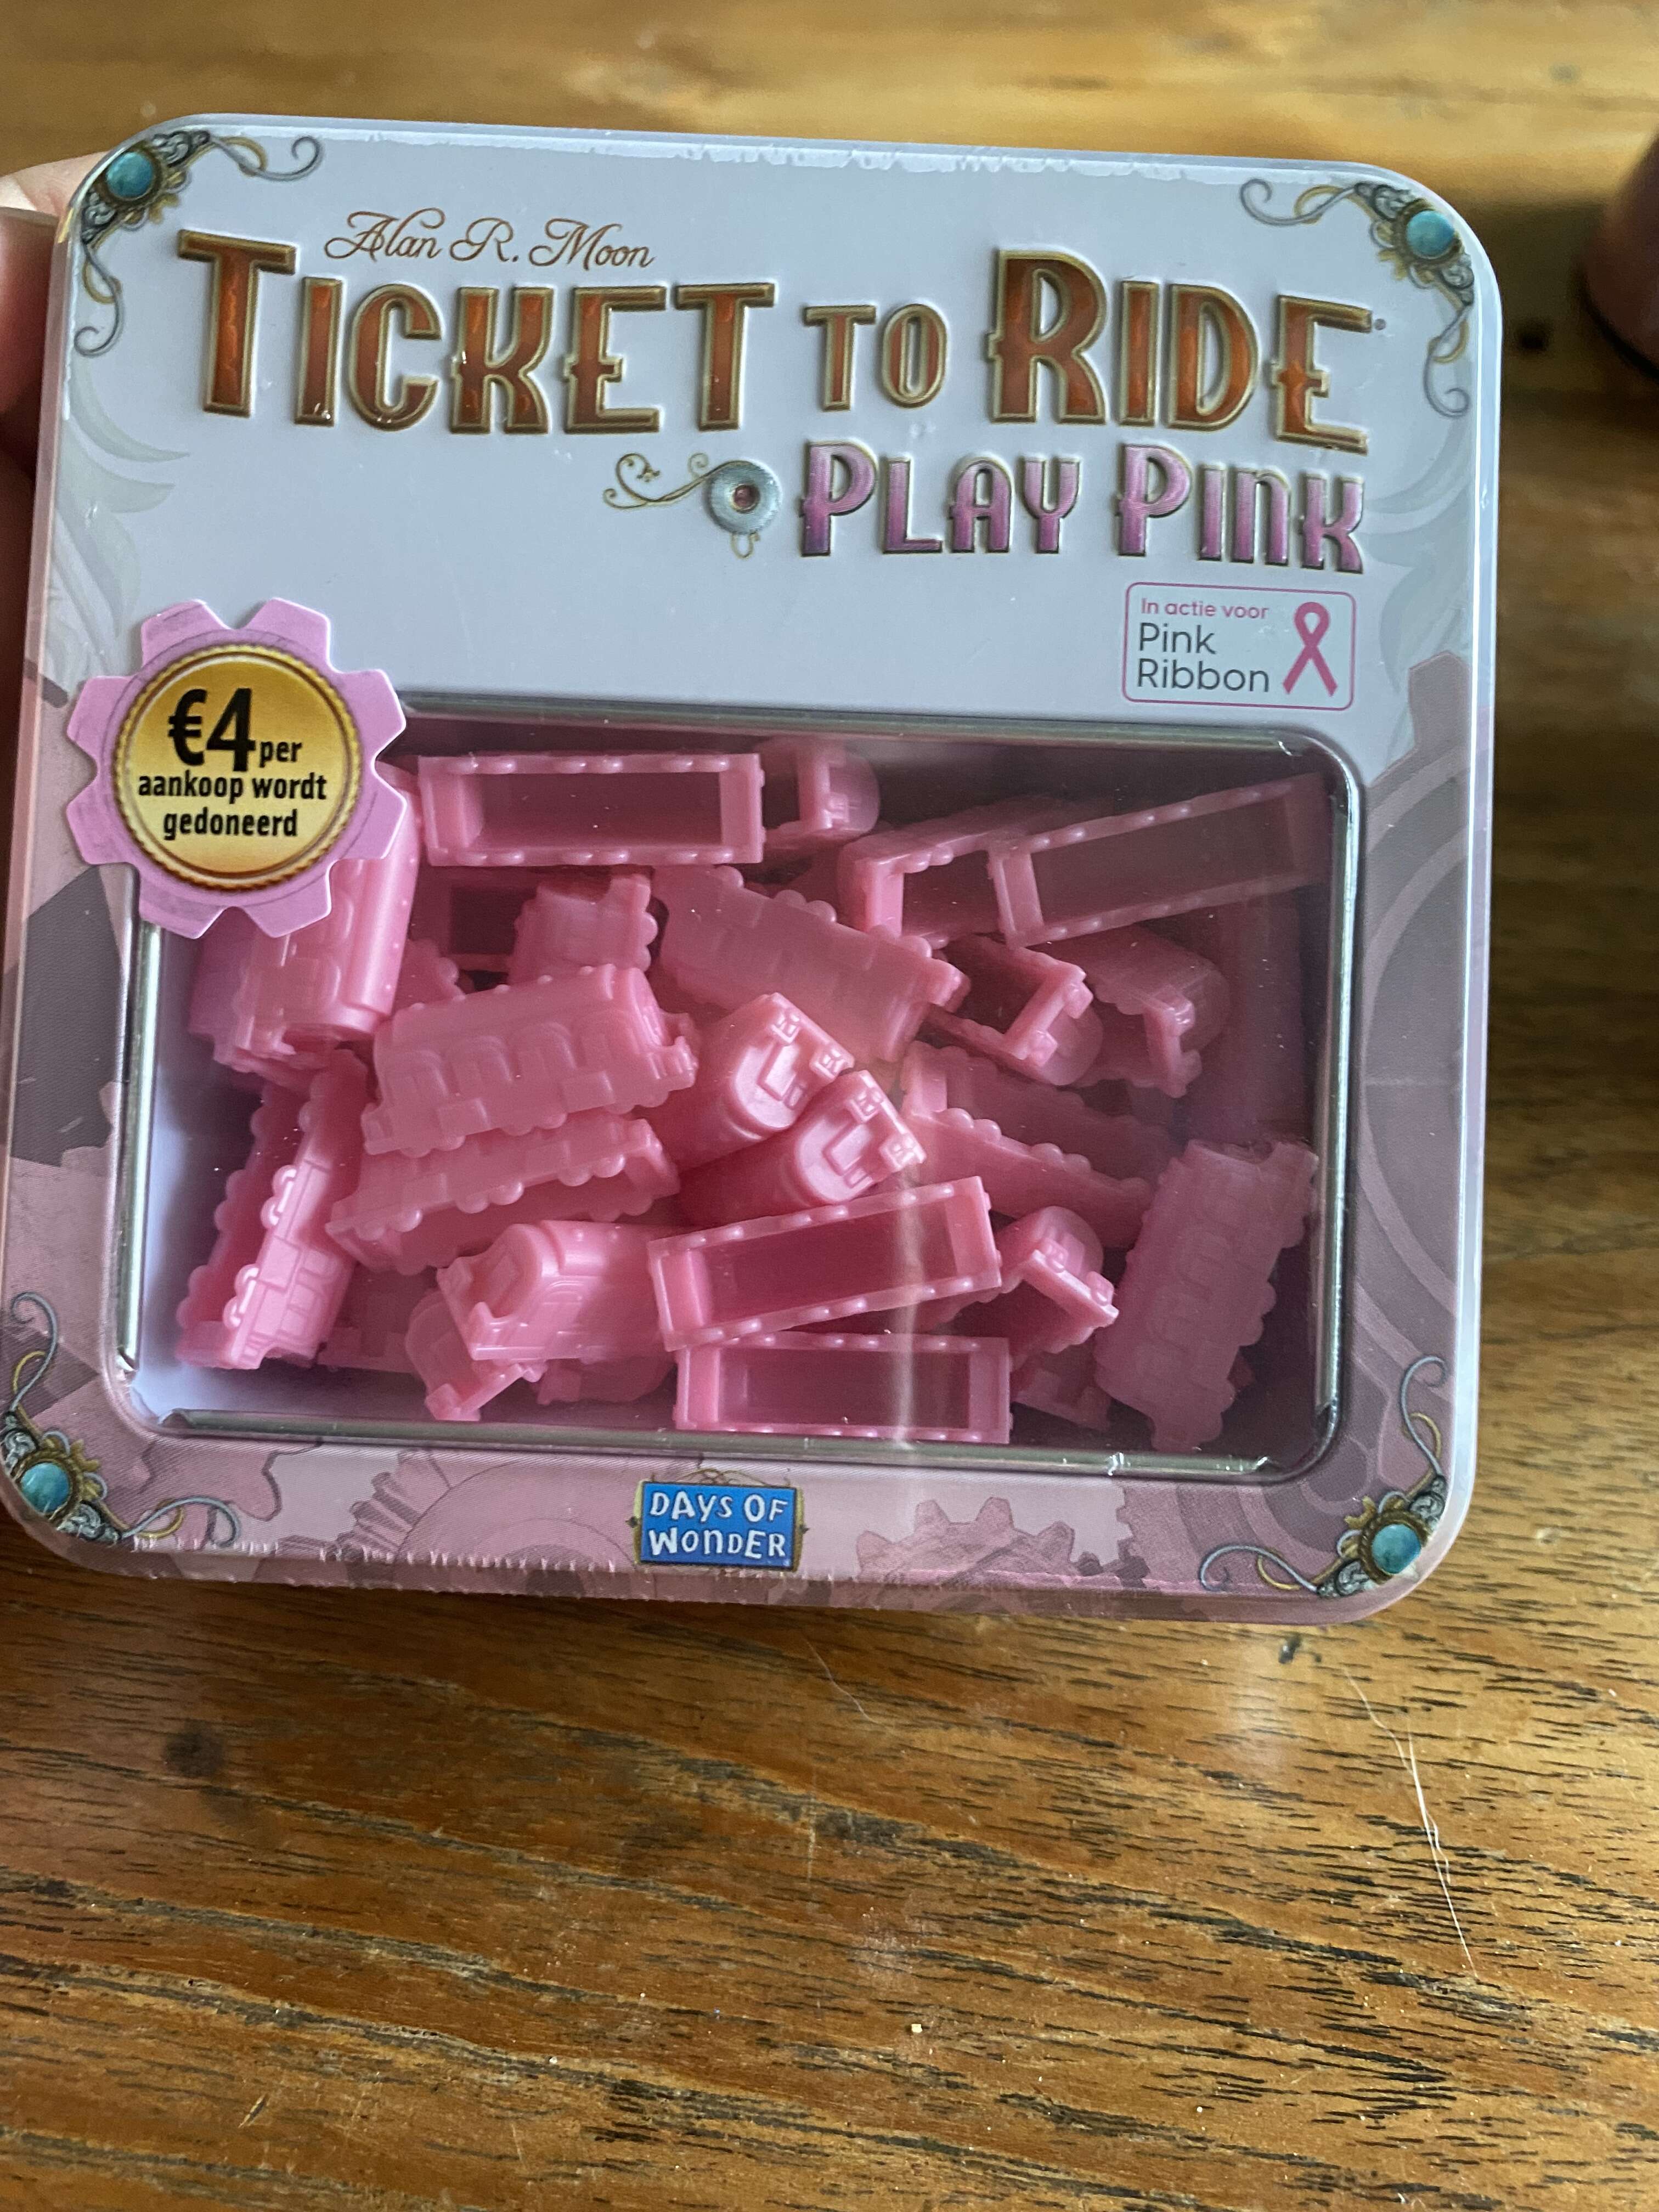 Alan R. Moon
TICKET TO RIDE
PLAY PINK
In actie voor
Pink
Ribbon
€4 per
aankoop wordt
gedoneerd
DAYS OF
WONDER